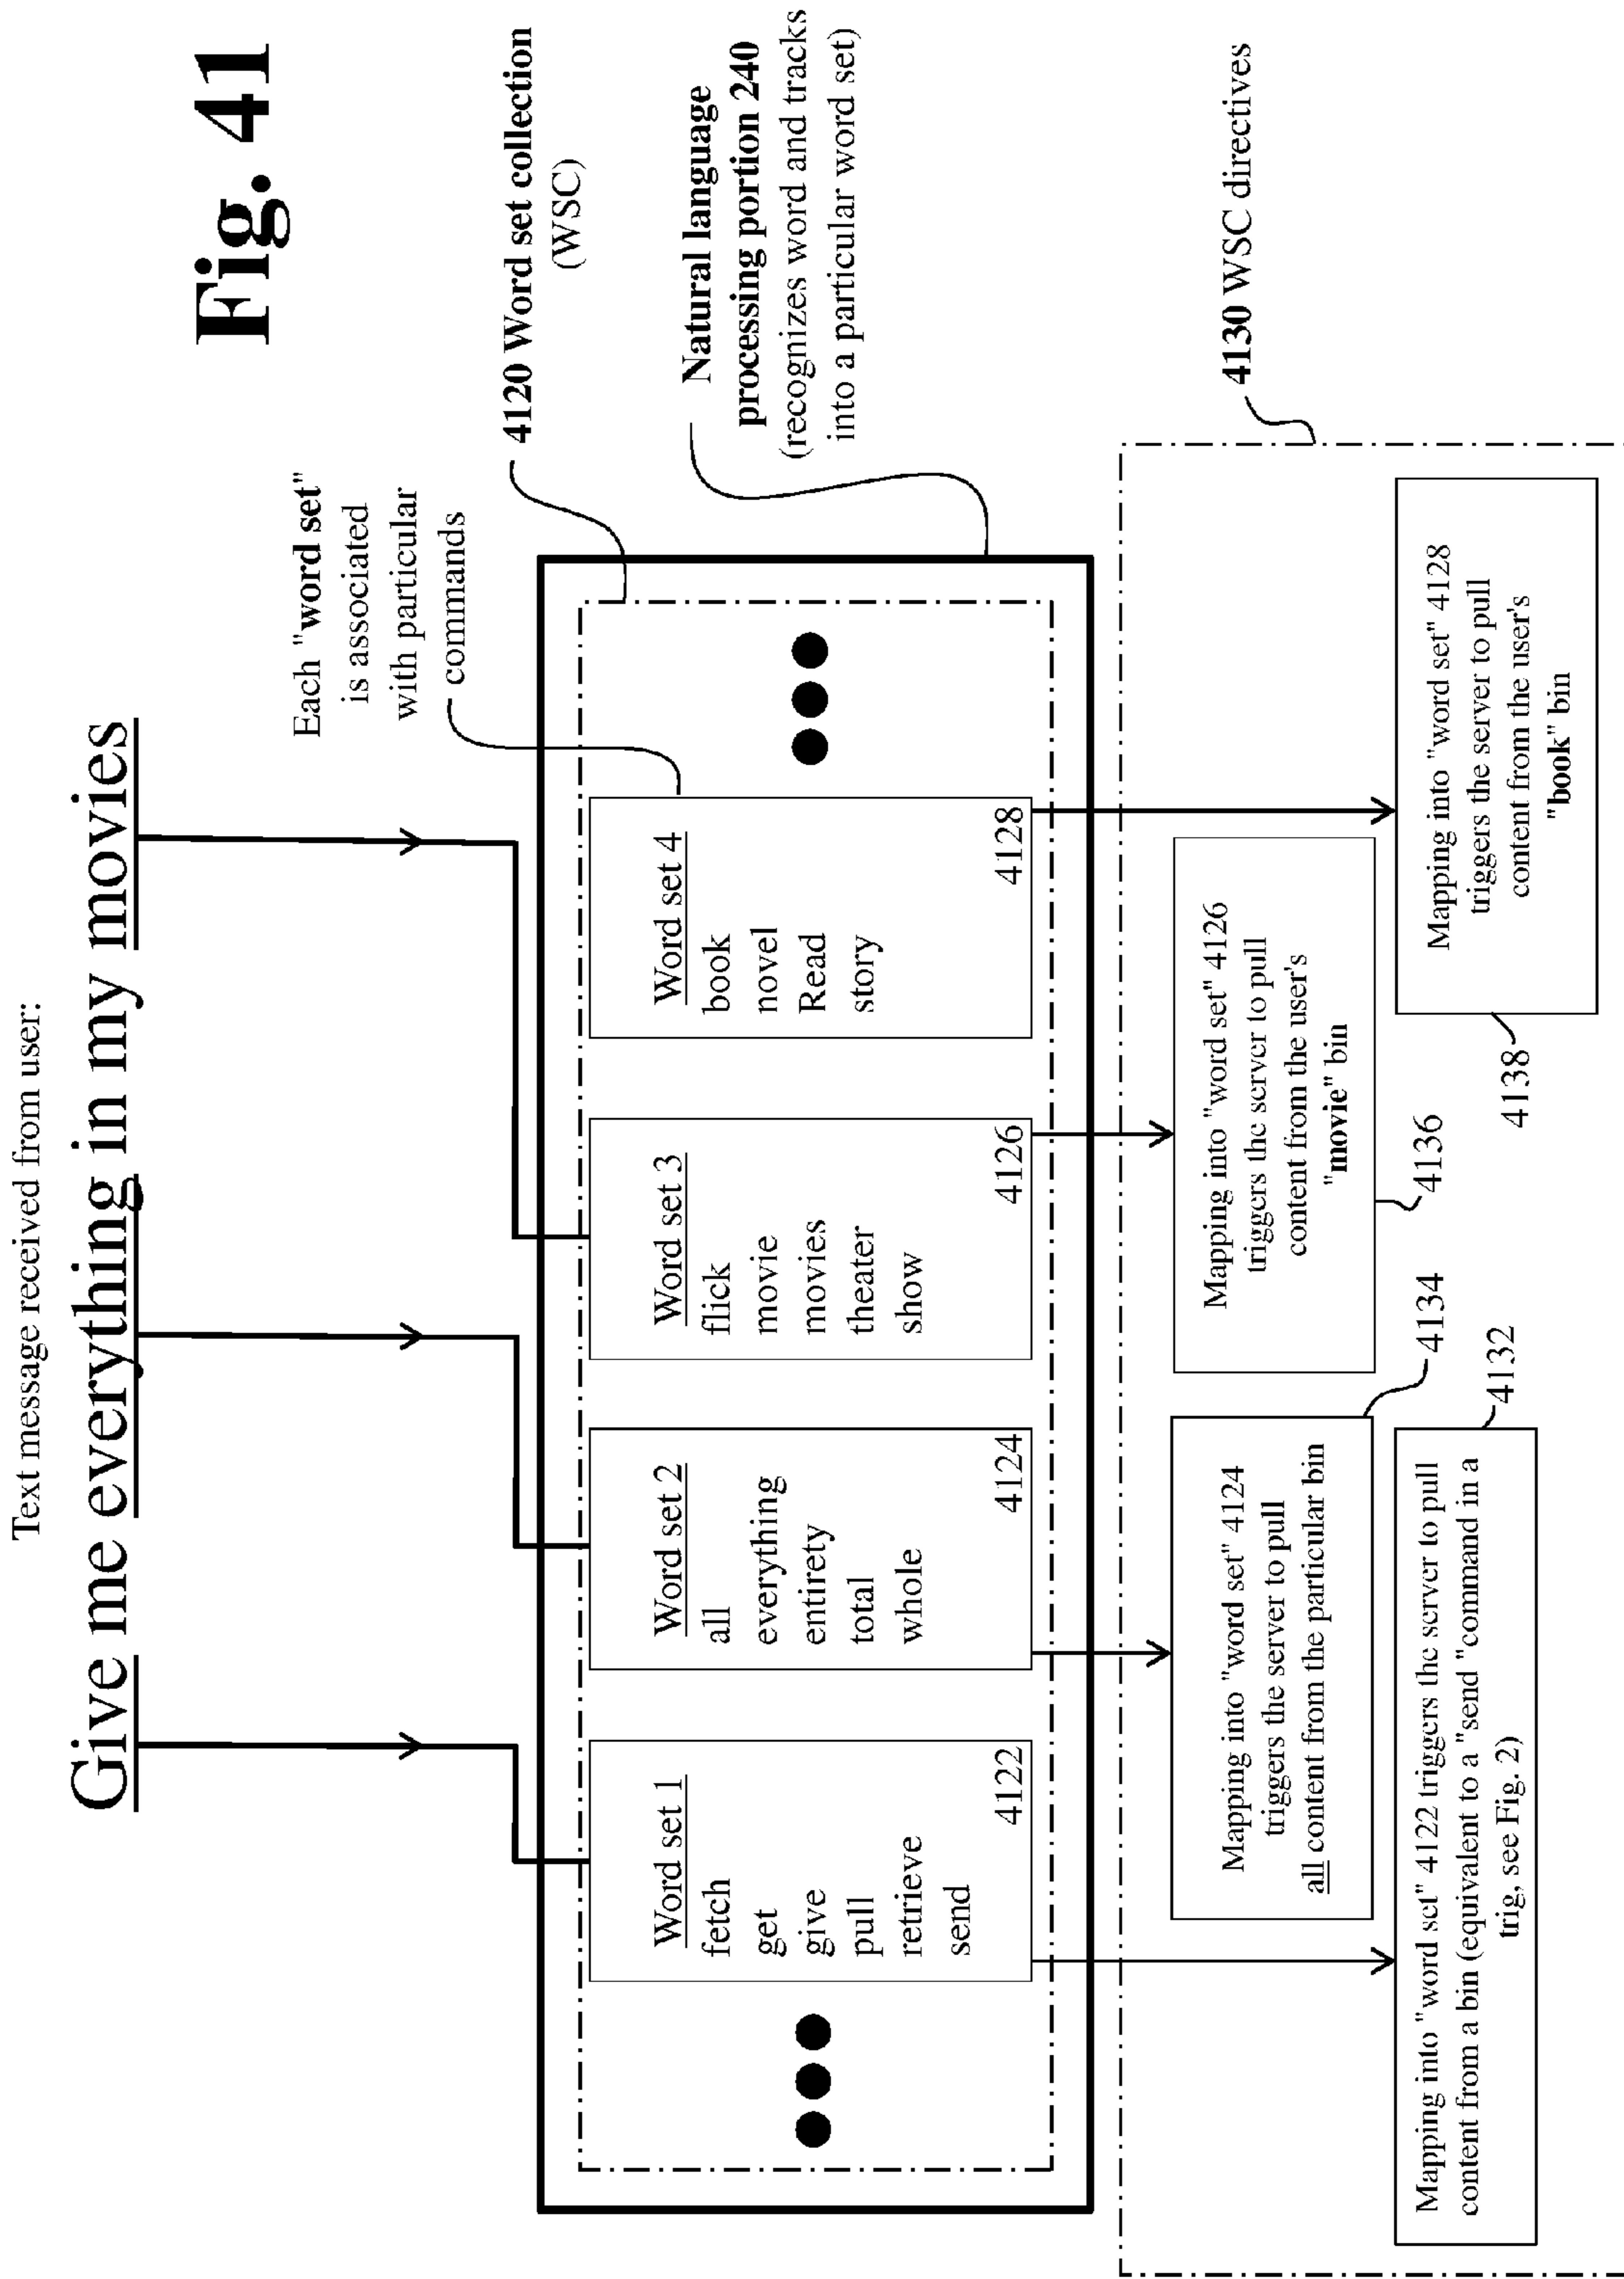 Fig. 41
Text message received from user:
Give me everything in my movies
Each "word set"
is associated
with particular
commands
4120 Word set collection
(WSC)
Natural language
processing portion 240
(recognizes word and tracks
into a particular word set)
Word set 1
fetch
get
give
pull
retrieve
send
4122
Word set 2
all
everything
entirety
total
whole
4124
Word set 3
flick
movie
movies
theater
show
4126
Word set 4
book
novel
Read
story
4128
4130 WSC directives
Mapping into "word set" 4124
triggers the server to pull
all content from the particular bin
4134
Mapping into "word set" 4126
triggers the server to pull
content from the user's
"movie" bin
4136
Mapping into "word set" 4122 triggers the server to pull
content from a bin (equivalent to a "send "command in a
trig, see Fig. 2)
4132
Mapping into "word set" 4128
triggers the server to pull
content from the user's
"book" bin
4138